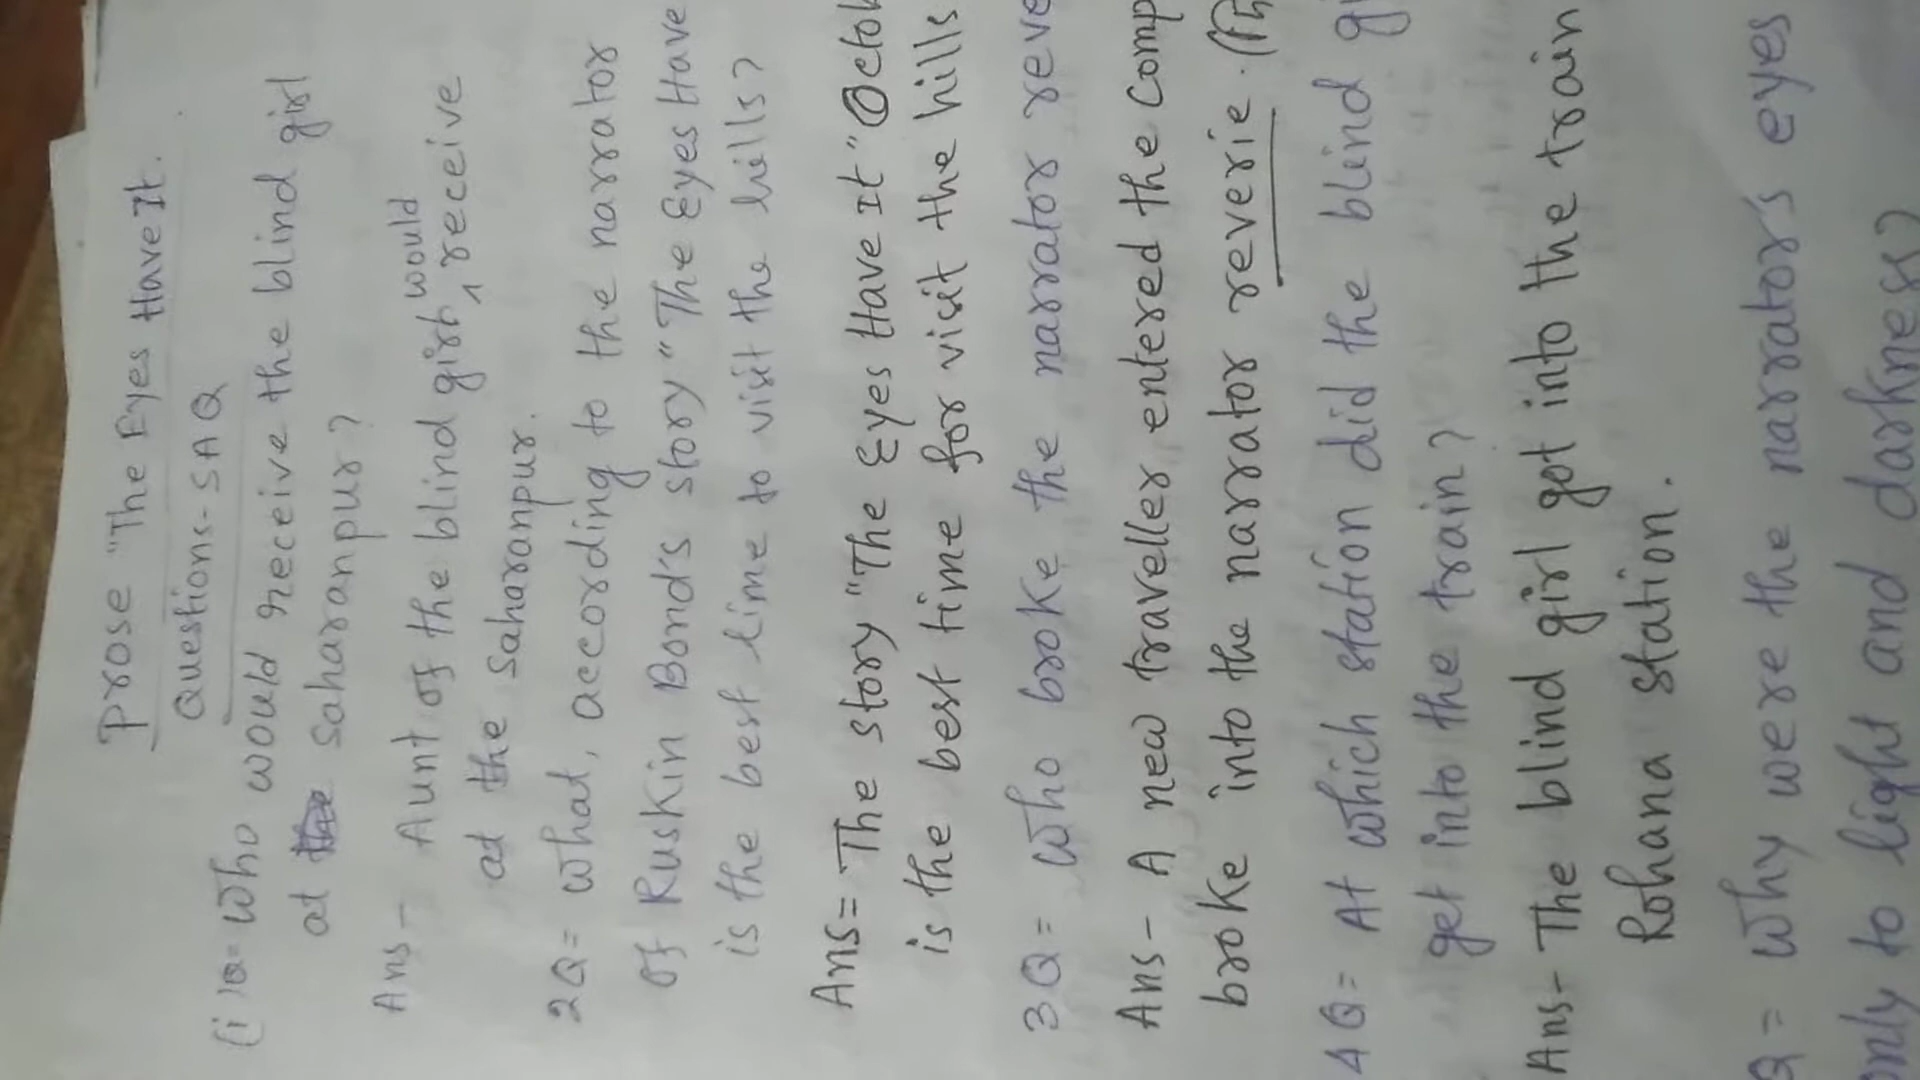 Prose "The Eyes Have It.
Questions-SAQ
(i)Q= Who would receive the blind girl
at the Saharanpur?
Ans- Aunt of the blind girl would receive
at the Saharanpur.
2Q= What, according to the narrator
of Ruskin Bond's story "The Eyes Have
is the best time to visit the hills?
Ans= The story "The Eyes Have It" Octob
is the best time for visit the hills
3Q= Who broke the narrator reve
Ans- A new traveller entered the comp
broke into the narrator reverie.
4Q= At which station did the blind gi
get into the train?
Ans- The blind girl got into the train
Rohana station.
Q= Why were the narrator's eyes
only to light and darkness?